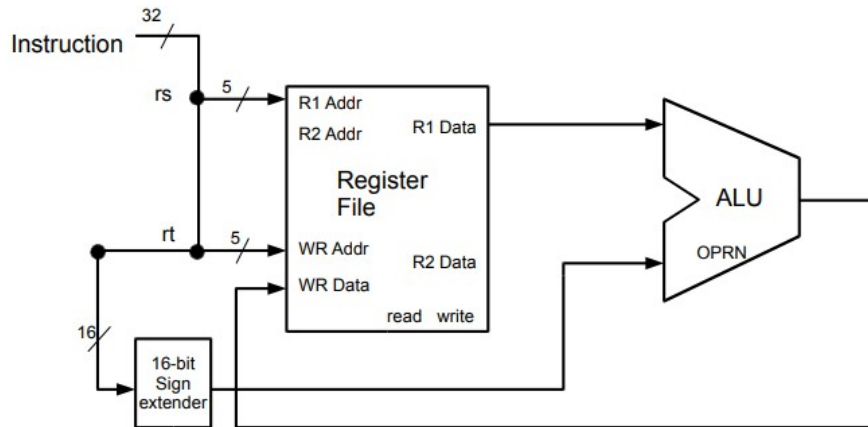 32
Instruction
rs
5
R1 Addr
R2 Addr
R1 Data
Register
File
ALU
rt
5
WR Addr
WR Data
R2 Data
OPRN
read write
16
16-bit
Sign
extender